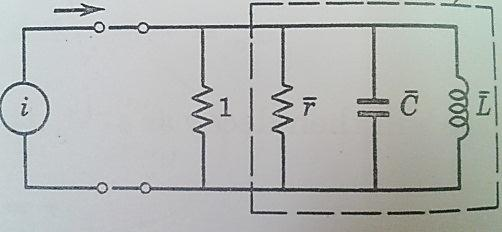 i 1 r̄ C̄ L̄